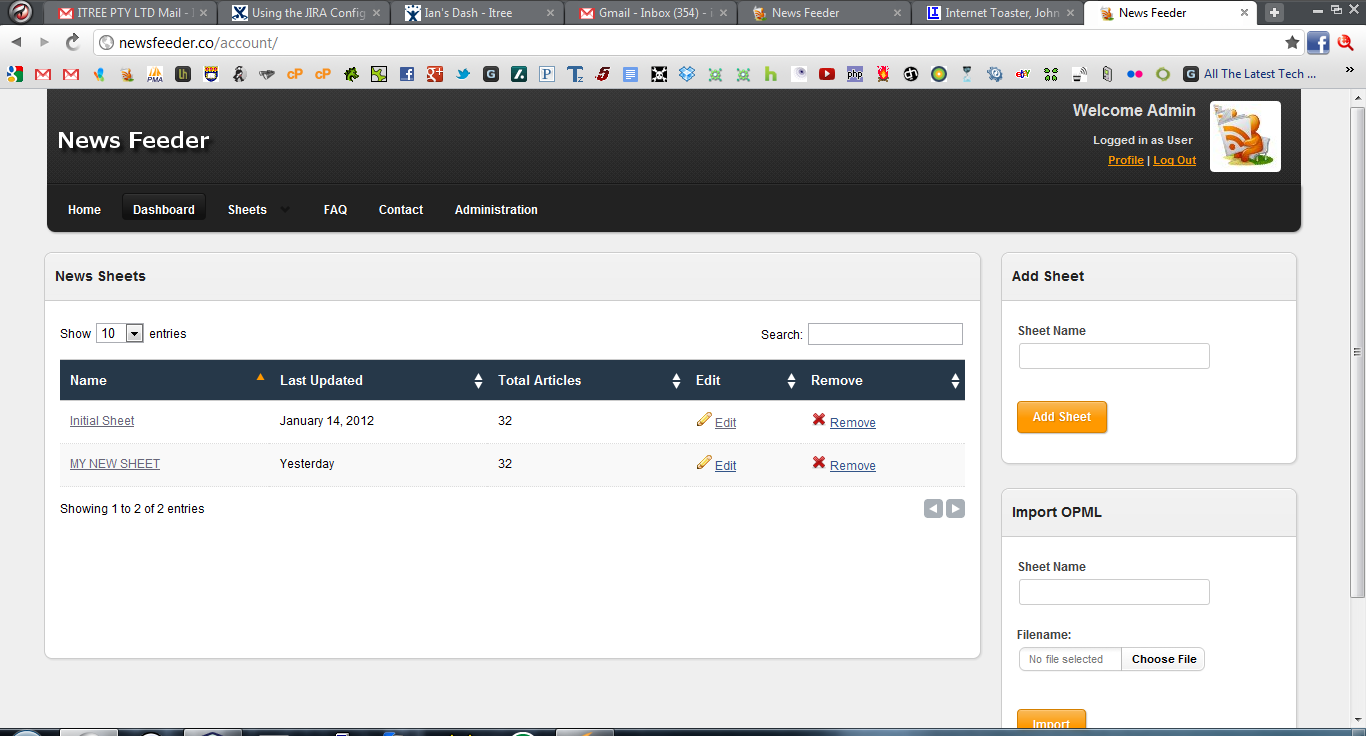 ITREE PTY LTD Mail -
Using the JIRA Config
Ian's Dash - Itree
Gmail - Inbox (354) - i
News Feeder
Internet Toaster, John
News Feeder
newsfeeder.co/account/
All The Latest Tech ...
News Feeder
Welcome Admin
Logged in as User
Profile | Log Out
Home
Dashboard
Sheets
FAQ
Contact
Administration
News Sheets
Show 10 entries
Search:
Name Last Updated Total Articles Edit Remove
Initial Sheet January 14, 2012 32 Edit Remove
MY NEW SHEET Yesterday 32 Edit Remove
Showing 1 to 2 of 2 entries
Add Sheet
Sheet Name
Add Sheet
Import OPML
Sheet Name
Filename:
No file selected Choose File
Import